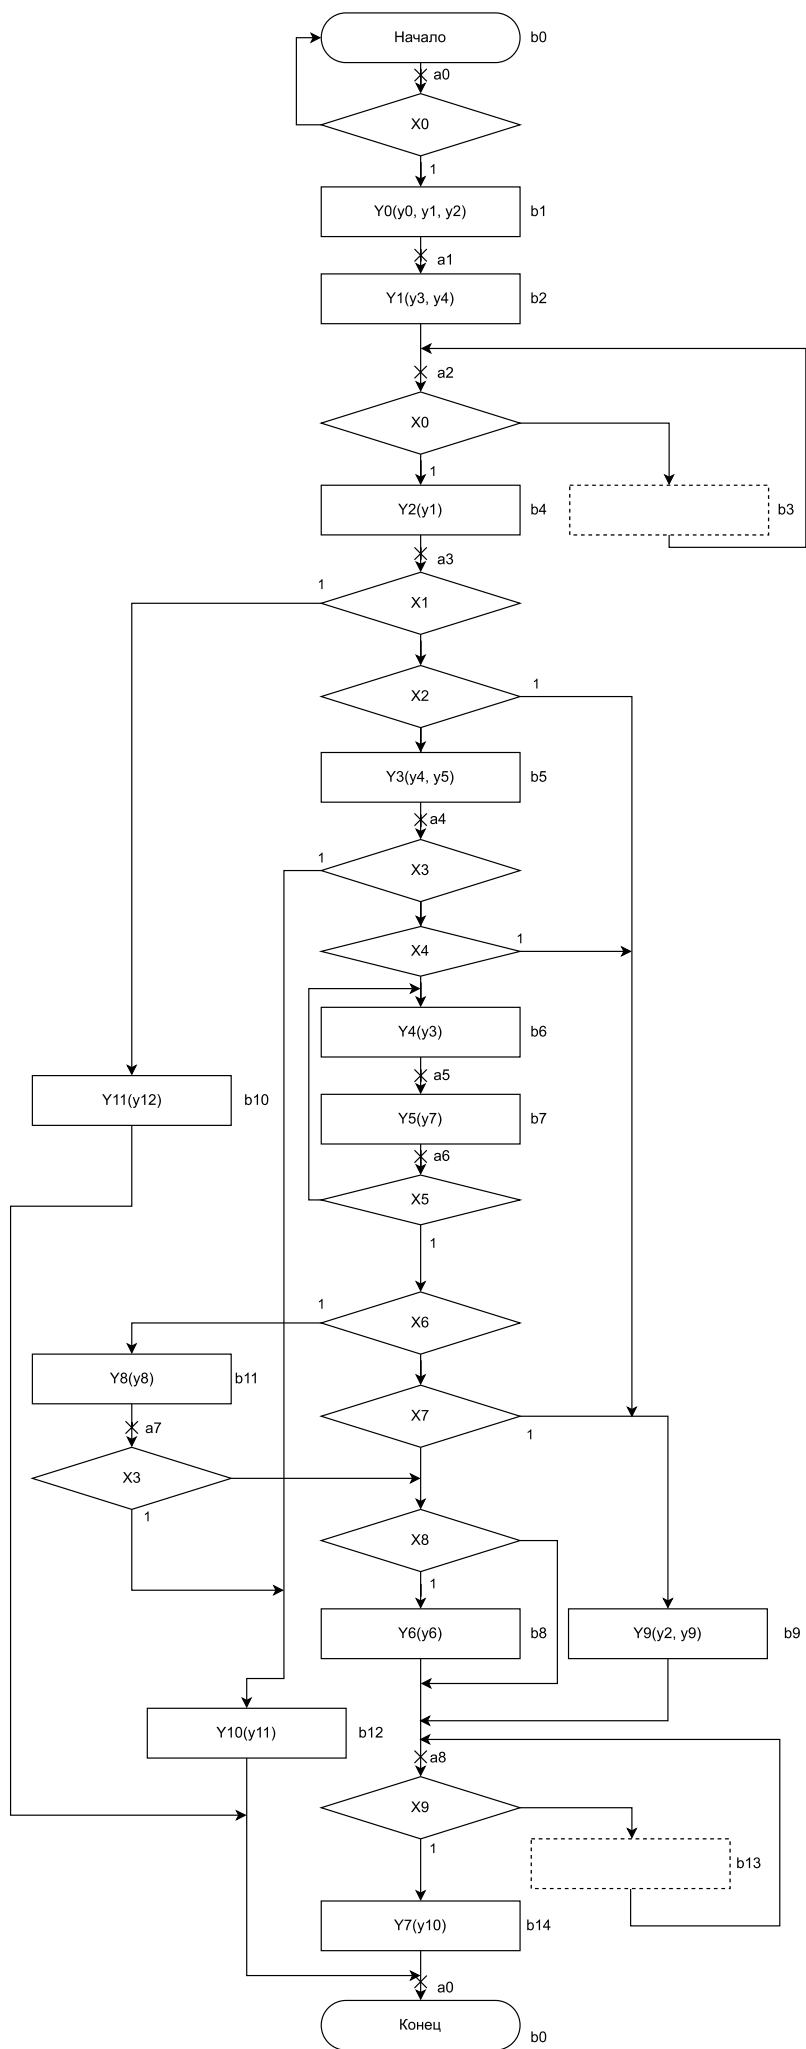 Начало
b0
a0
X0
1
Y0(y0, y1, y2)
b1
a1
Y1(y3, y4)
b2
a2
X0
1
Y2(y1)
b4
b3
a3
1
X1
X2
1
Y3(y4, y5)
b5
a4
1
X3
X4
1
Y4(y3)
b6
a5
Y11(y12)
b10
Y5(y7)
b7
a6
X5
1
1
X6
Y8(y8)
b11
X7
1
a7
X3
1
X8
1
Y6(y6)
b8
Y9(y2, y9)
b9
Y10(y11)
b12
a8
X9
1
b13
Y7(y10)
b14
a0
Конец
b0